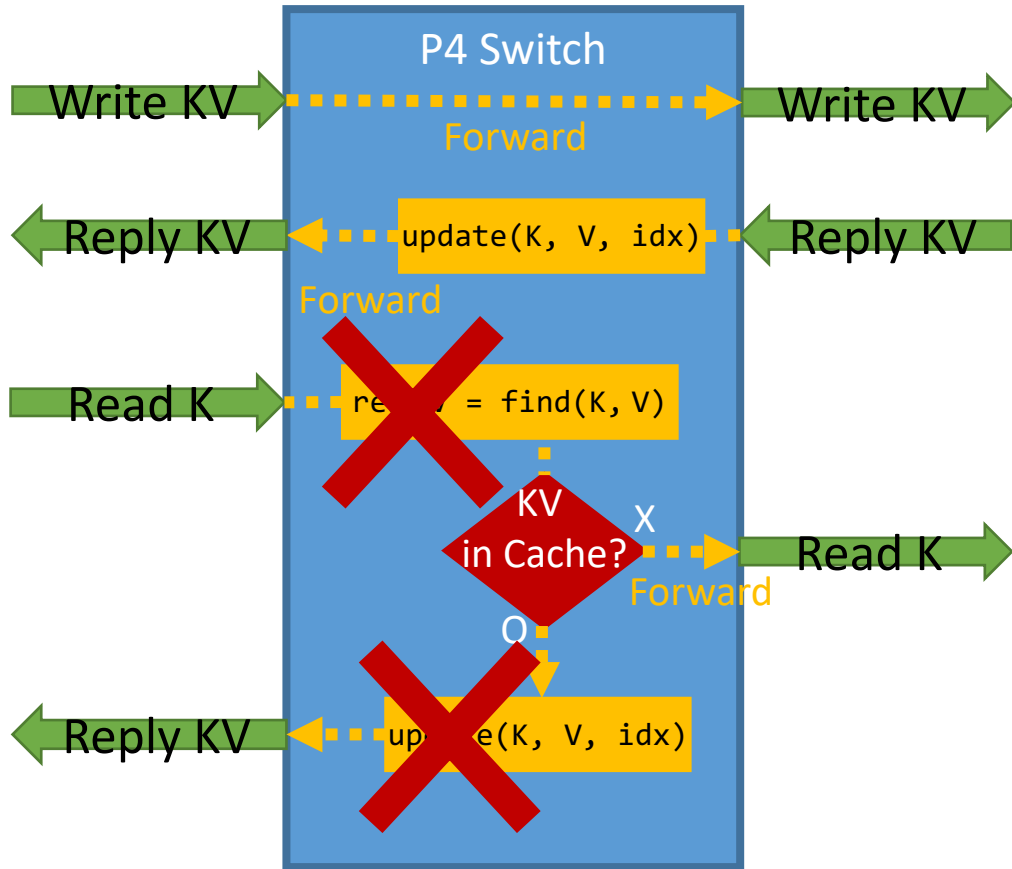 P4 Switch
Write KV
Write KV
Forward
Reply KV
update(K, V, idx)
Reply KV
Forward
Read K
= find(K, V)
KV
in Cache?
X
Read K
Forward
O
Reply KV
(K, V, idx)